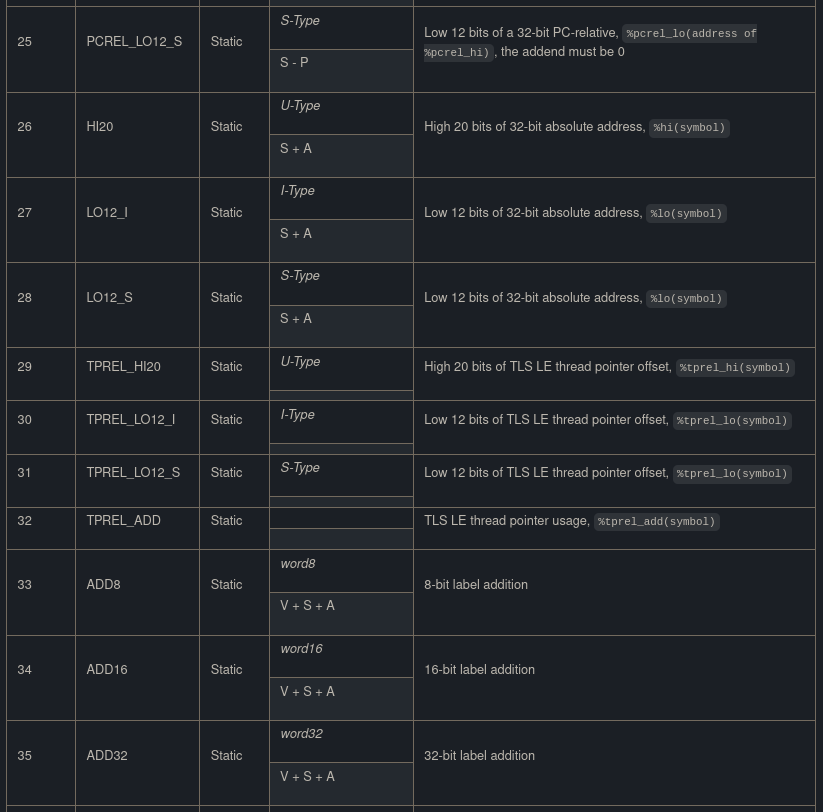 25 PCREL_LO12_S Static S-Type Low 12 bits of a 32-bit PC-relative, %pcrel_lo(address of
S - P %pcrel_hi), the addend must be 0
26 HI20 Static U-Type High 20 bits of 32-bit absolute address, %hi(symbol)
S + A
27 LO12_I Static I-Type Low 12 bits of 32-bit absolute address, %lo(symbol)
S + A
28 LO12_S Static S-Type Low 12 bits of 32-bit absolute address, %lo(symbol)
S + A
29 TPREL_HI20 Static U-Type High 20 bits of TLS LE thread pointer offset, %tprel_hi(symbol)
30 TPREL_LO12_I Static I-Type Low 12 bits of TLS LE thread pointer offset, %tprel_lo(symbol)
31 TPREL_LO12_S Static S-Type Low 12 bits of TLS LE thread pointer offset, %tprel_lo(symbol)
32 TPREL_ADD Static TLS LE thread pointer usage, %tprel_add(symbol)
33 ADD8 Static word8 8-bit label addition
V + S + A
34 ADD16 Static word16 16-bit label addition
V + S + A
35 ADD32 Static word32 32-bit label addition
V + S + A